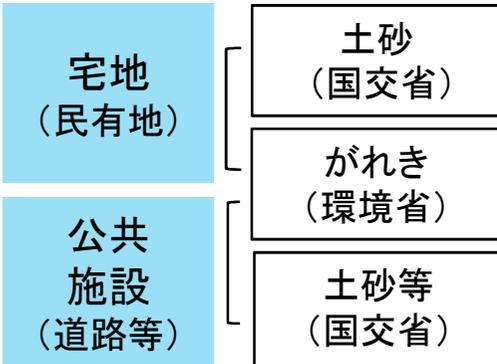 宅地
（民有地）
土砂
（国交省）
がれき
（環境省）
公共
施設
（道路等）
土砂等
（国交省）